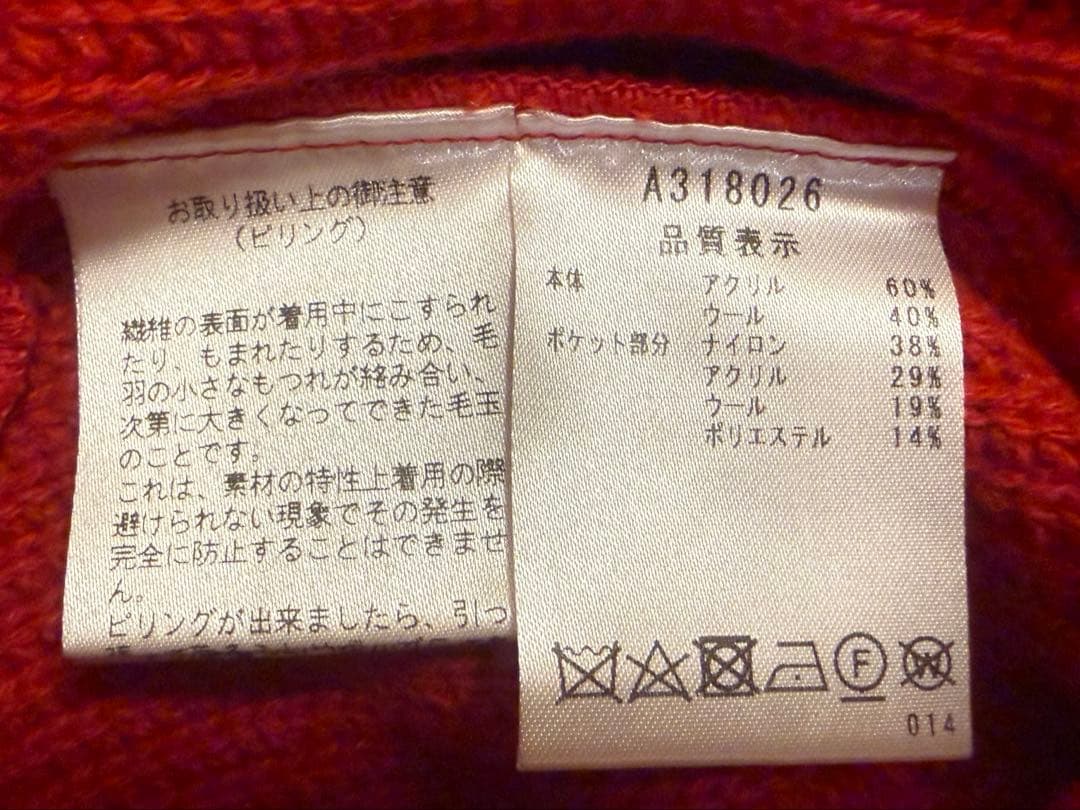 お取り扱い上の御注意
（ピリング）
繊維の表面が着用中にこすられ
たり、もまれたりするため、毛
羽の小さなもつれが絡み合い、
次第に大きくなってできた毛玉
のことです。
これは、素材の特性上着用の際
避けられない現象でその発生を
完全に防止することはできませ
ん。
ピリングが出来ましたら、引っ
A318026
品質表示
本体 アクリル 60%
ウール 40%
ポケット部分 ナイロン 38%
アクリル 29%
ウール 19%
ポリエステル 14%
F W
014